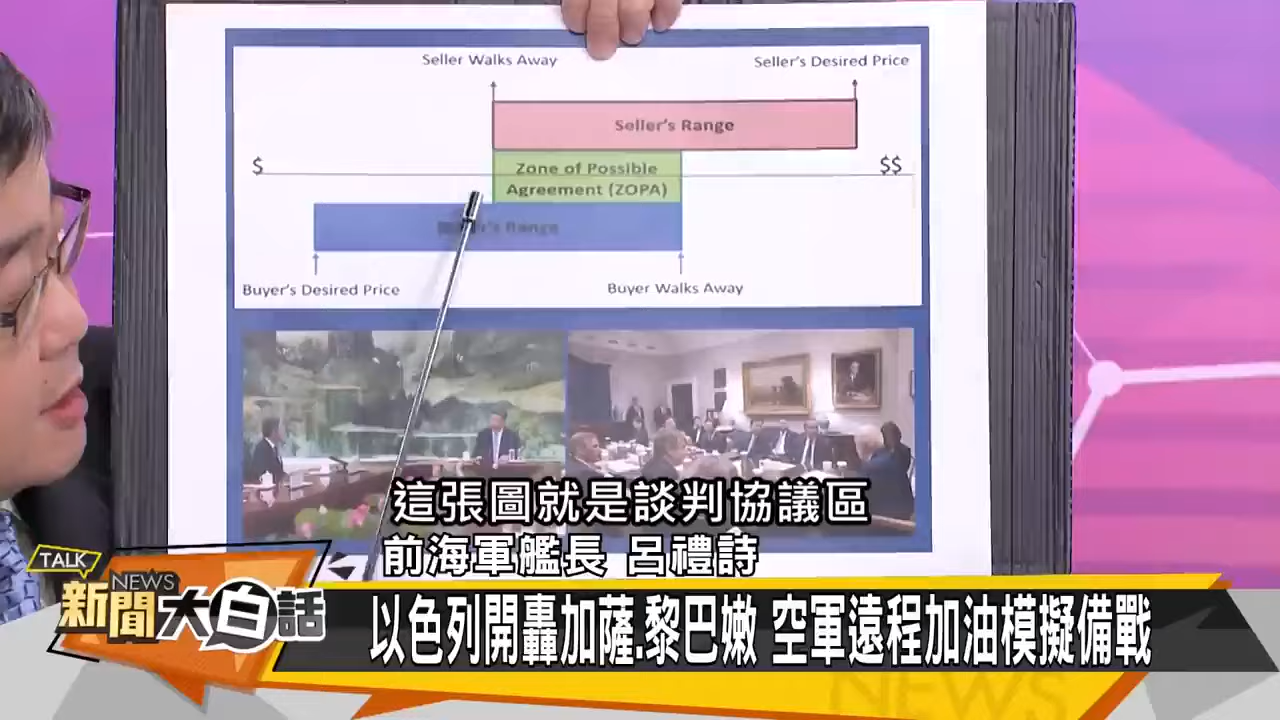 Seller Walks Away
Seller's Desired Price
Seller's Range
$
Zone of Possible
Agreement (ZOPA)
$$
's Range
Buyer's Desired Price
Buyer Walks Away
這張圖就是談判協議區
前海軍艦長 呂禮詩
TALK
NEWS
新聞大白話
以色列開轟加薩.黎巴嫩 空軍遠程加油模擬備戰
NEWS